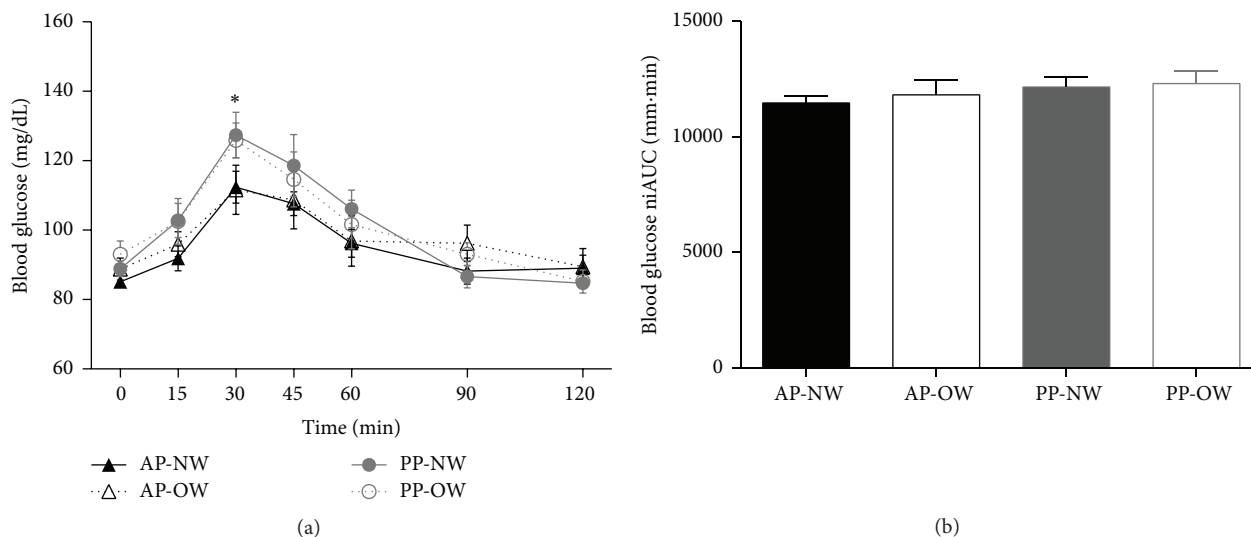 160
140
120
100
80
60
Blood glucose (mg/dL)
*
0 15 30 45 60 90 120
Time (min)
AP-NW PP-NW
AP-OW PP-OW
(a)
15000
10000
5000
0
Blood glucose niAUC (mm·min)
AP-NW AP-OW PP-NW PP-OW
(b)